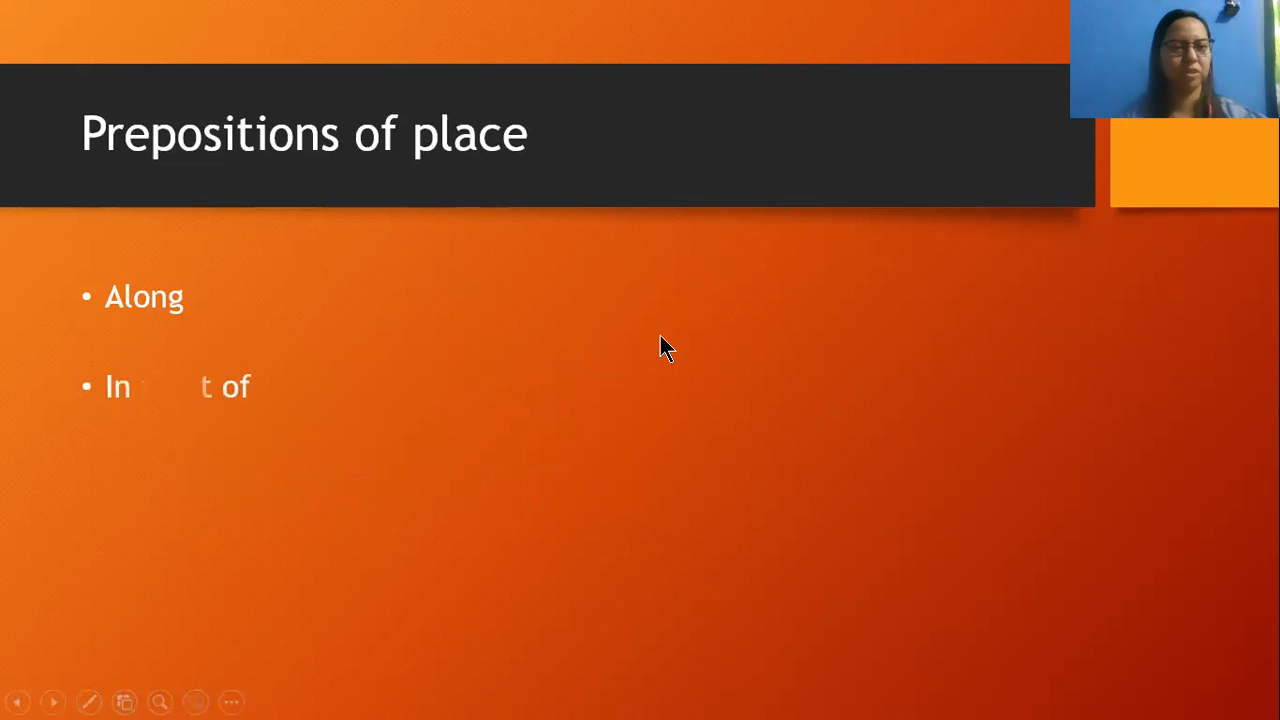 Prepositions of place
• Along
• In t of